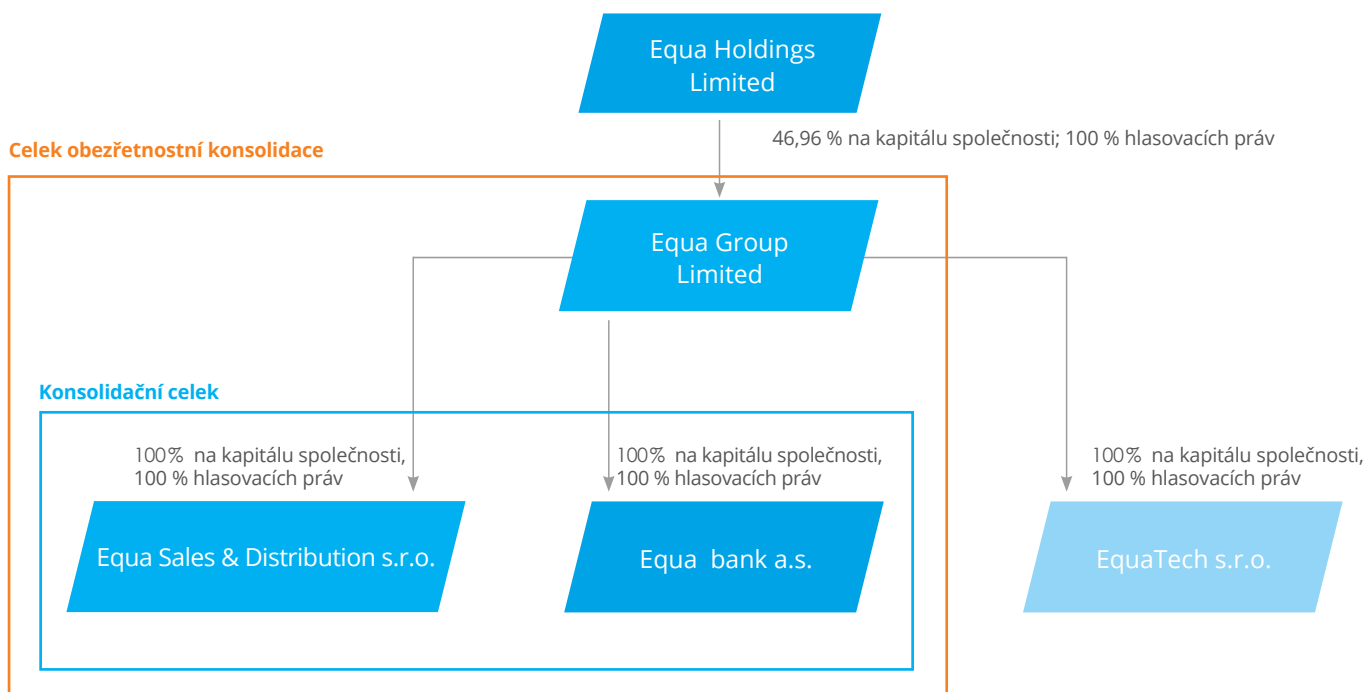 Equa Holdings
Limited
46,96 % na kapitálu společnosti; 100 % hlasovacích práv
Celek obezřetnostní konsolidace
Equa Group
Limited
Konsolidační celek
100% na kapitálu společnosti,
100 % hlasovacích práv
100% na kapitálu společnosti,
100 % hlasovacích práv
100% na kapitálu společnosti,
100 % hlasovacích práv
Equa Sales & Distribution s.r.o.
Equa bank a.s.
EquaTech s.r.o.